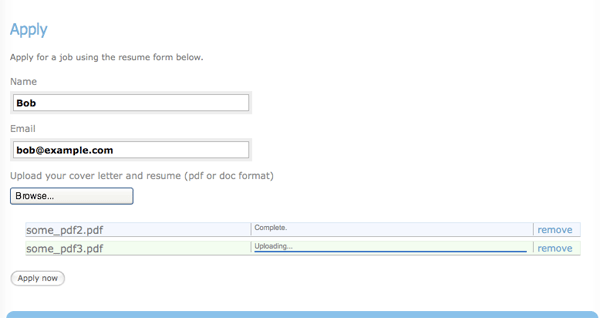 Apply
Apply for a job using the resume form below.
Name
Bob
Email
bob@example.com
Upload your cover letter and resume (pdf or doc format)
Browse...
some_pdf2.pdf Complete. remove
some_pdf3.pdf Uploading... remove
Apply now